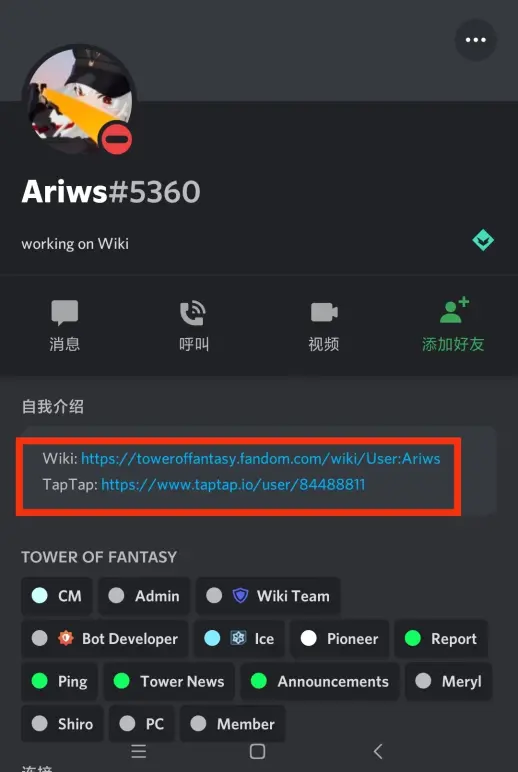 Ariws#5360
working on Wiki
消息 呼叫 视频 添加好友
自我介绍
Wiki: https://toweroffantasy.fandom.com/wiki/User:Ariws
TapTap: https://www.taptap.io/user/84488811
TOWER OF FANTASY
CM Admin Wiki Team
Bot Developer Ice Pioneer Report
Ping Tower News Announcements Meryl
Shiro PC Member
连接